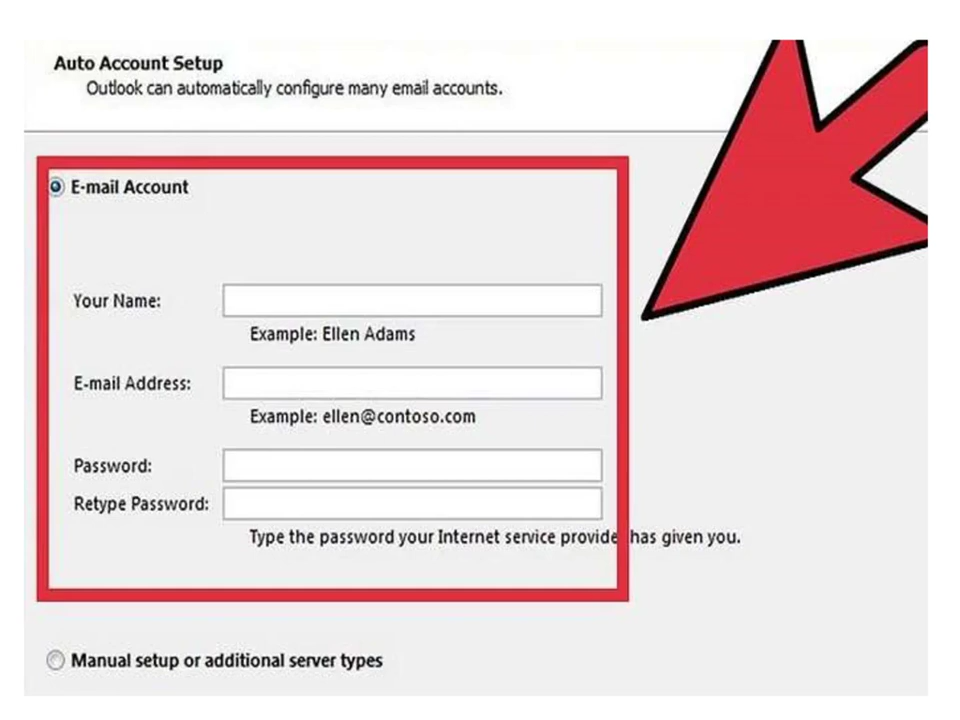 Auto Account Setup
Outlook can automatically configure many email accounts.
E-mail Account
Your Name:
Example: Ellen Adams
E-mail Address:
Example: ellen@contoso.com
Password:
Retype Password:
Type the password your Internet service provider has given you.
Manual setup or additional server types